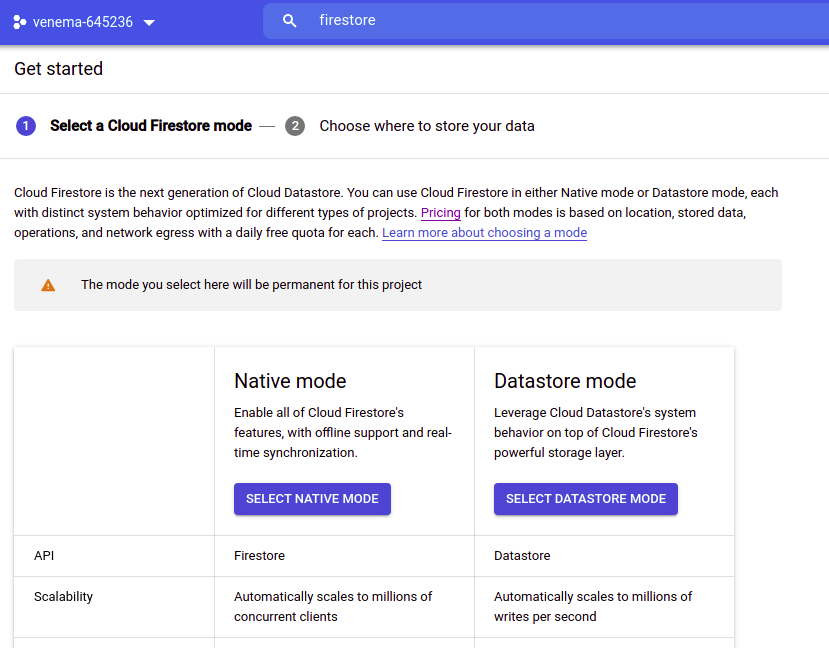 venema-645236
firestore
Get started
1 Select a Cloud Firestore mode — 2 Choose where to store your data
Cloud Firestore is the next generation of Cloud Datastore. You can use Cloud Firestore in either Native mode or Datastore mode, each
with distinct system behavior optimized for different types of projects. Pricing for both modes is based on location, stored data,
operations, and network egress with a daily free quota for each. Learn more about choosing a mode
The mode you select here will be permanent for this project
Native mode
Enable all of Cloud Firestore's
features, with offline support and real-
time synchronization.
SELECT NATIVE MODE
Datastore mode
Leverage Cloud Datastore's system
behavior on top of Cloud Firestore's
powerful storage layer.
SELECT DATASTORE MODE
API
Firestore
Datastore
Scalability
Automatically scales to millions of
concurrent clients
Automatically scales to millions of
writes per second